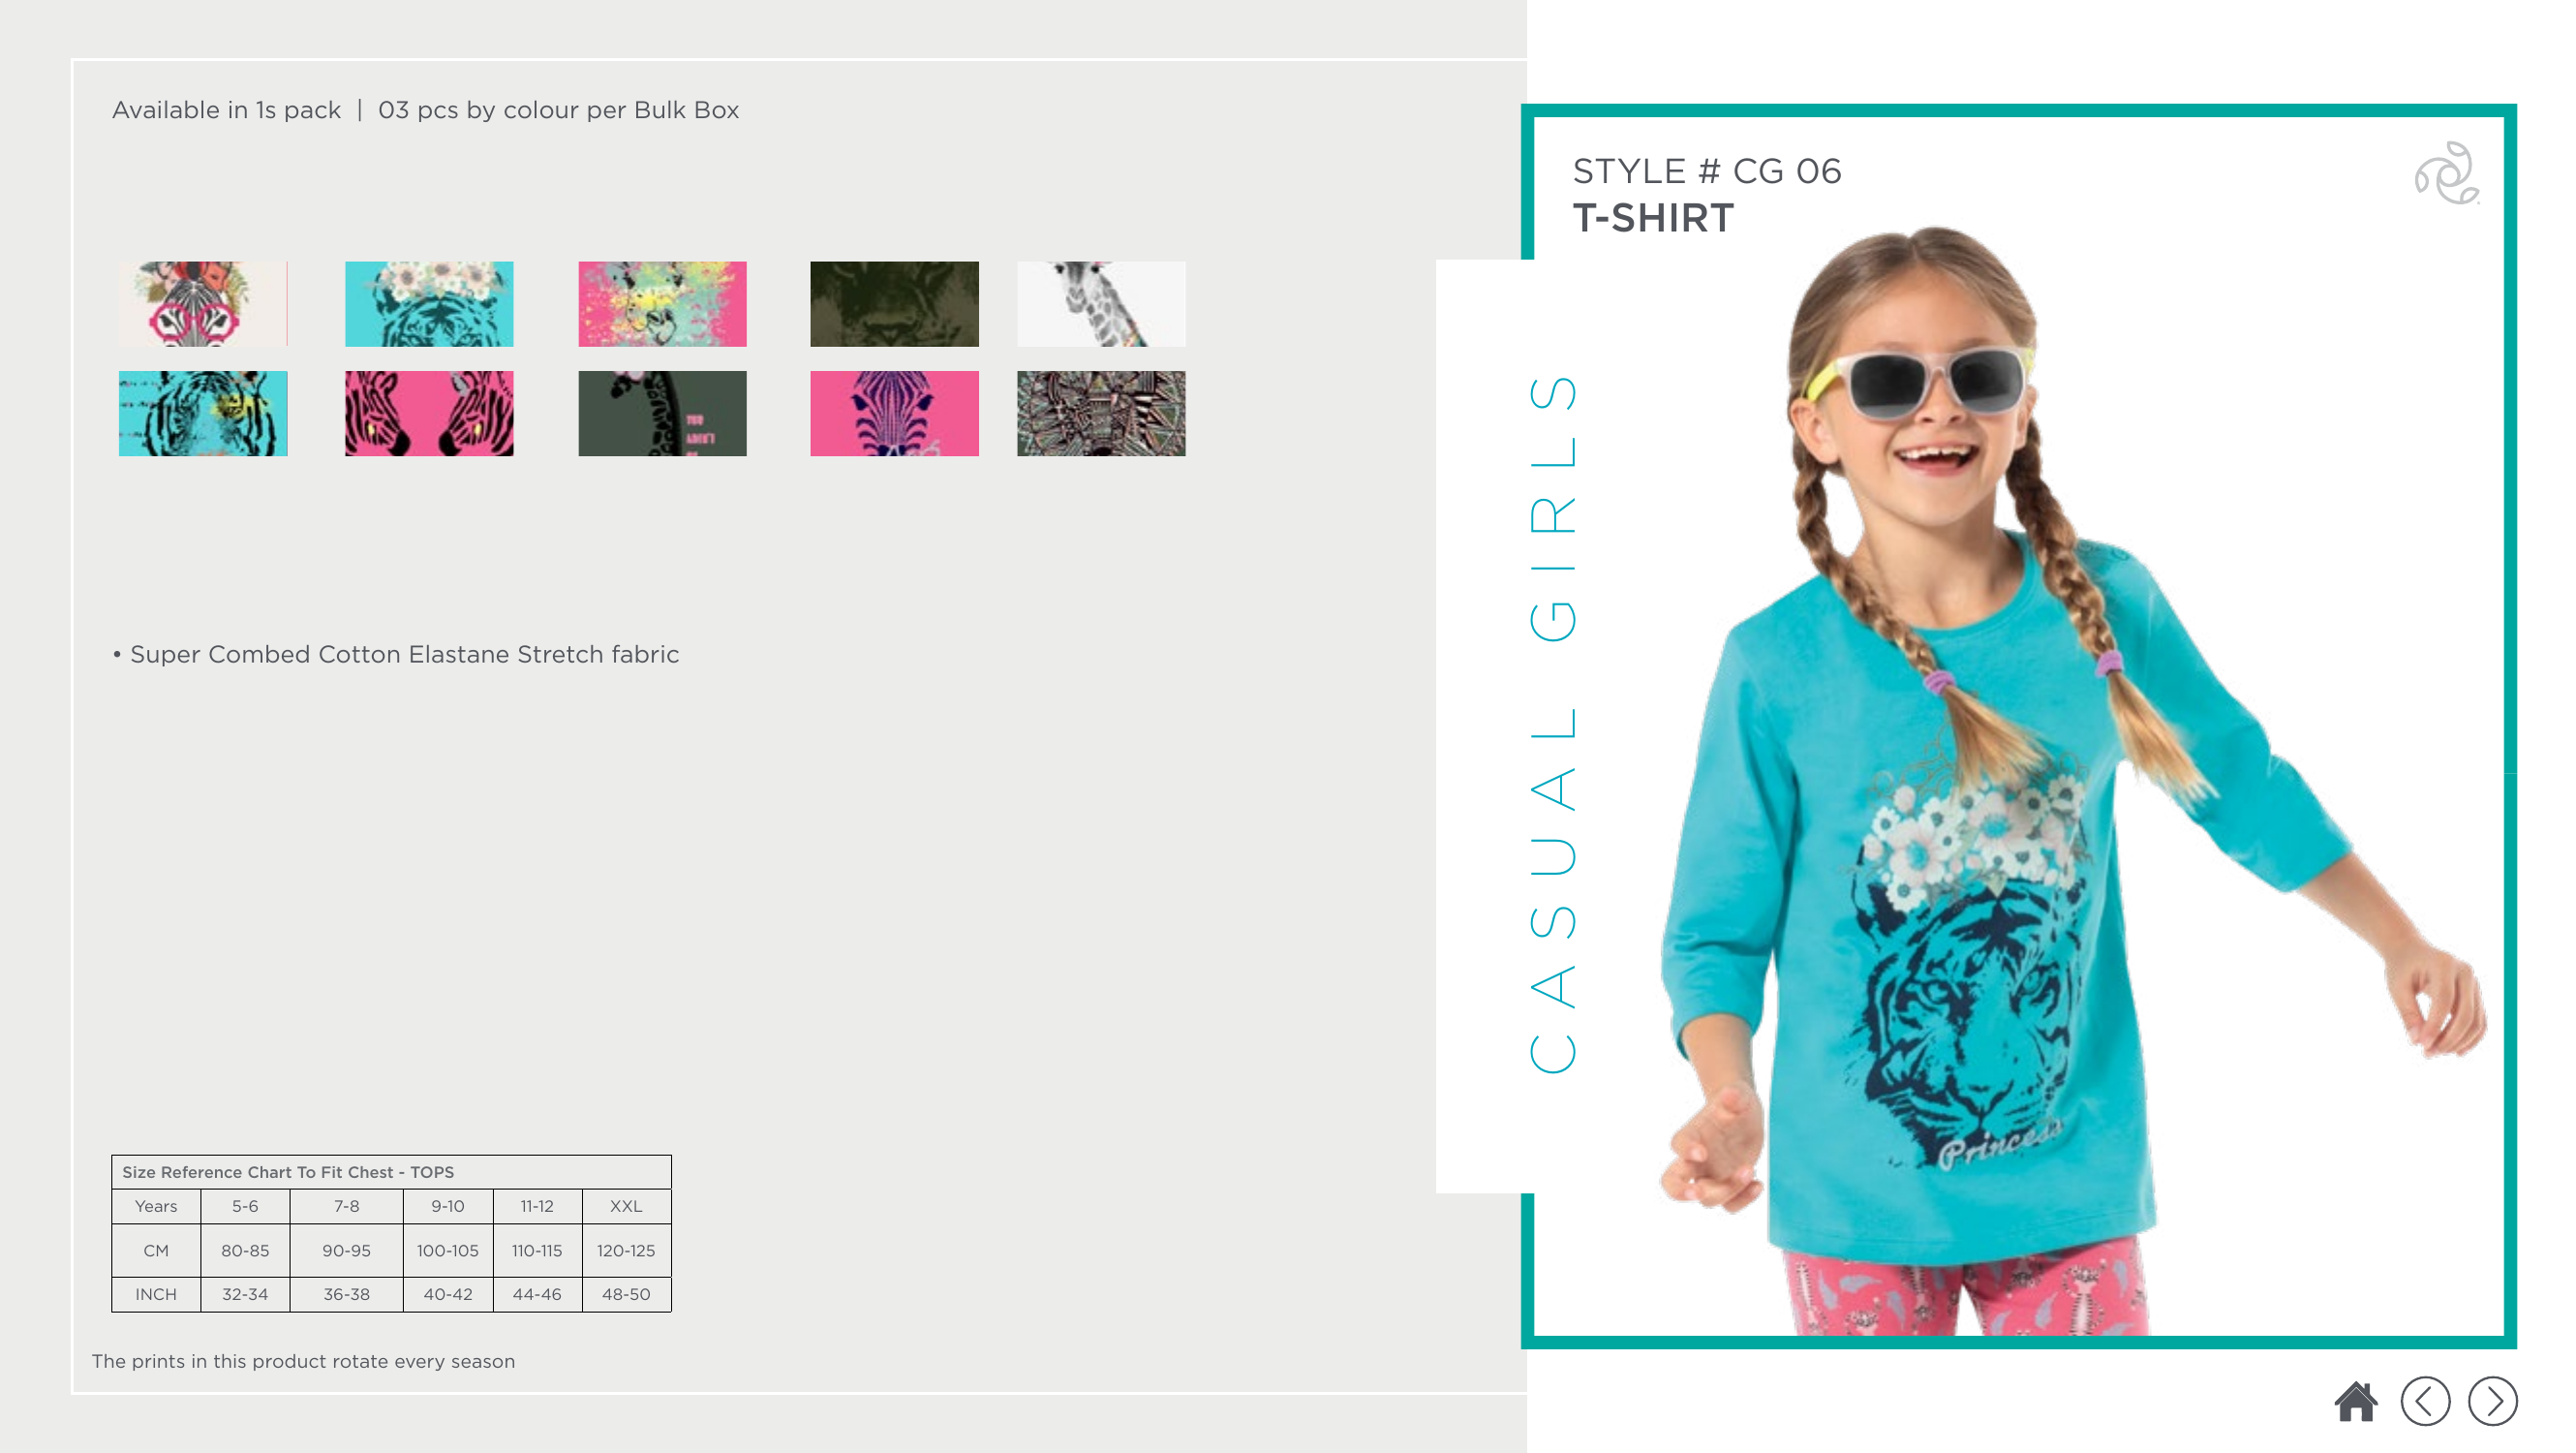 Available in 1s pack | 03 pcs by colour per Bulk Box
• Super Combed Cotton Elastane Stretch fabric
Size Reference Chart To Fit Chest - TOPS
Years 5-6 7-8 9-10 11-12 XXL
CM 80-85 90-95 100-105 110-115 120-125
INCH 32-34 36-38 40-42 44-46 48-50
The prints in this product rotate every season
STYLE # CG 06
T-SHIRT
CASUAL GIRLS
Princess